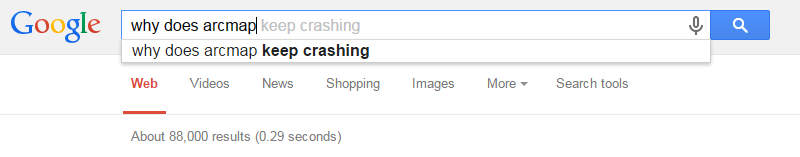 Google why does arcmap keep crashing
why does arcmap keep crashing
Web Videos News Shopping Images More Search tools
About 88,000 results (0.29 seconds)